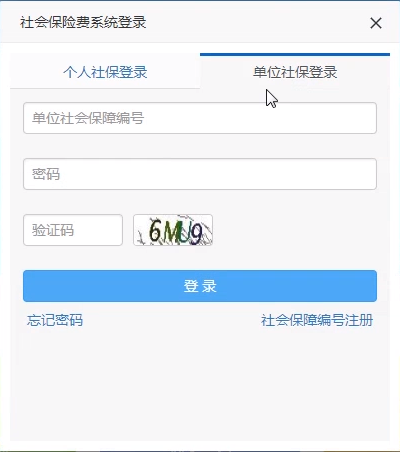 社会保险费系统登录
个人社保登录
单位社保登录
单位社会保障编号
密码
验证码
6MU9
登 录
忘记密码
社会保障编号注册